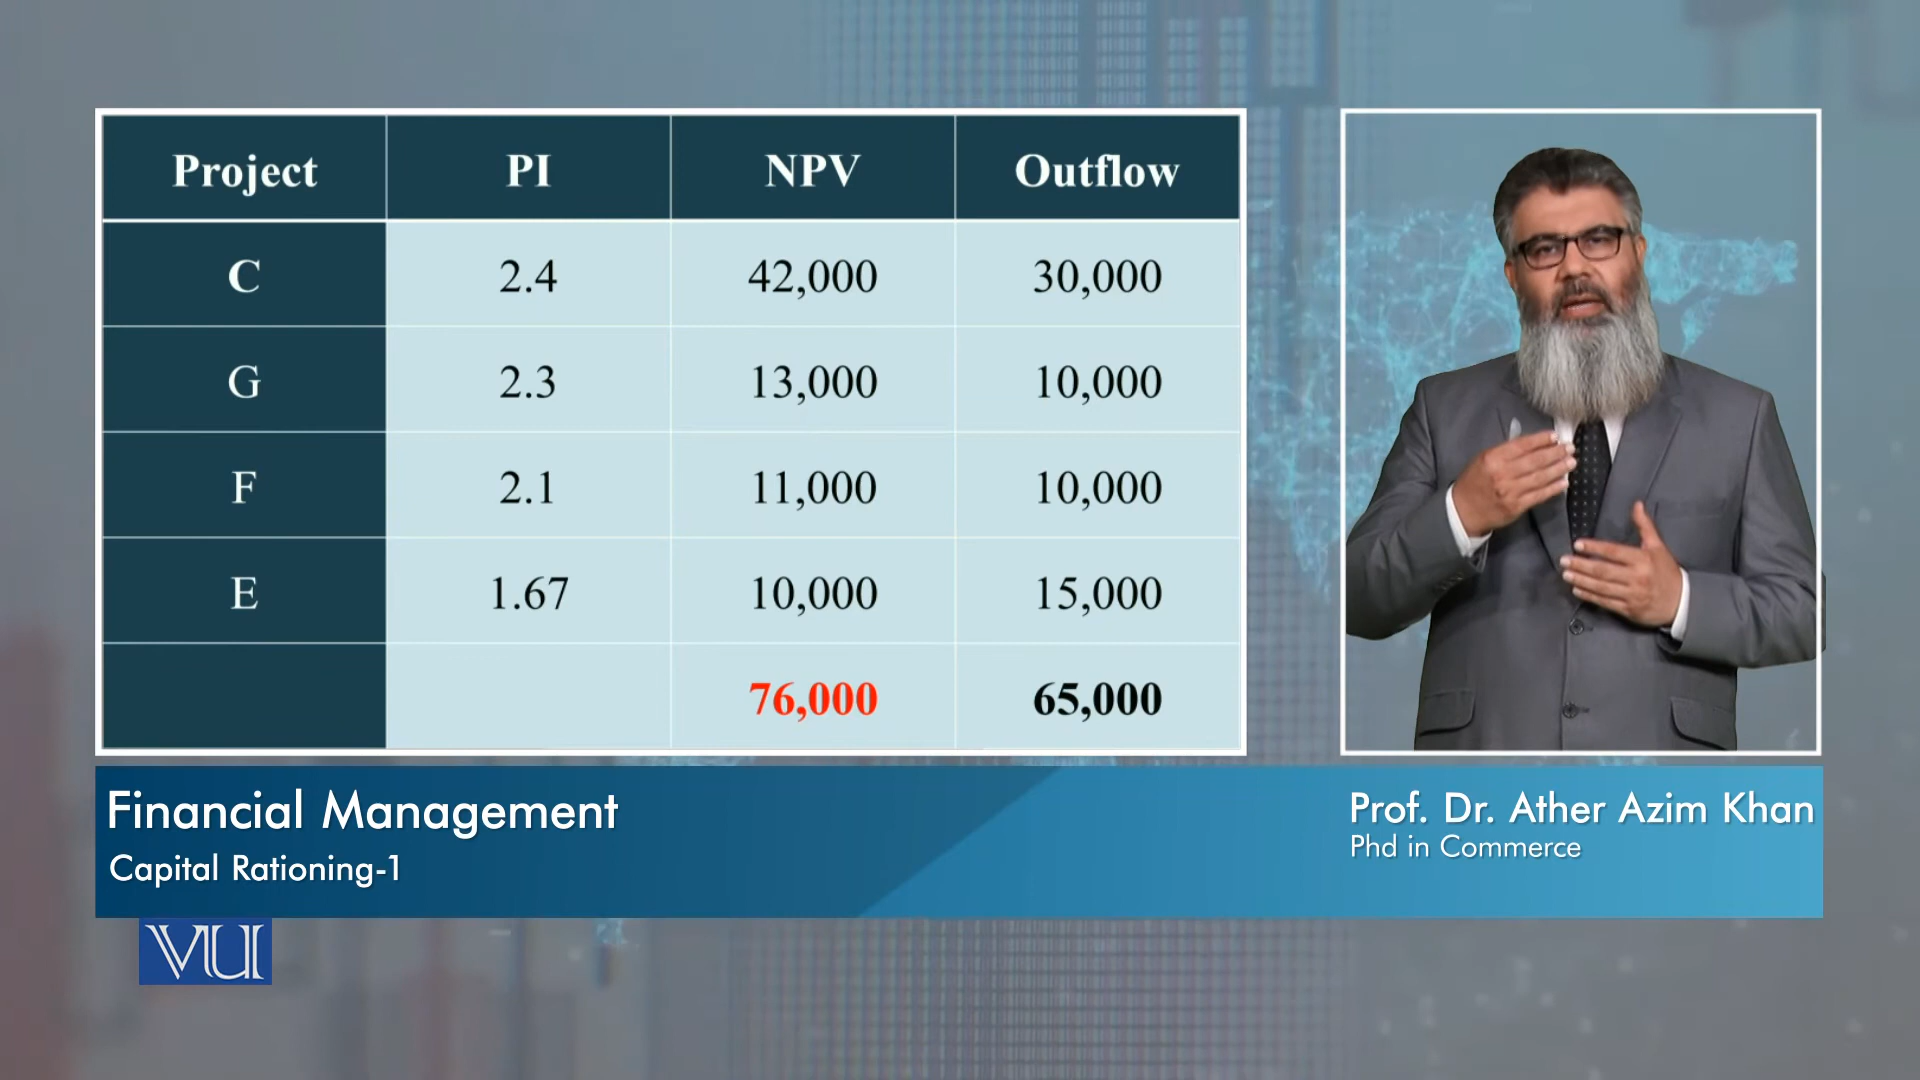 Project PI NPV Outflow
C 2.4 42,000 30,000
G 2.3 13,000 10,000
F 2.1 11,000 10,000
E 1.67 10,000 15,000
76,000 65,000
Financial Management
Capital Rationing-1
Prof. Dr. Ather Azim Khan
Phd in Commerce
VU